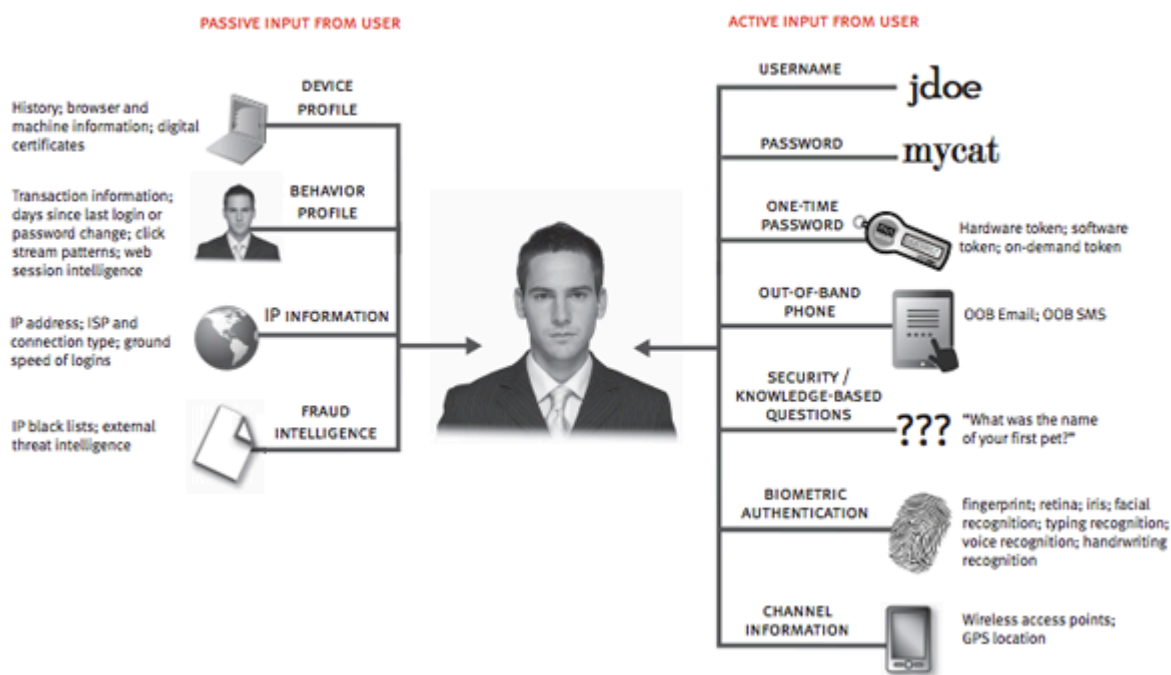 PASSIVE INPUT FROM USER
DEVICE
PROFILE
History; browser and
machine information; digital
certificates
BEHAVIOR
PROFILE
Transaction information;
days since last login or
password change; click
stream patterns; web
session intelligence
IP INFORMATION
IP address; ISP and
connection type; ground
speed of logins
FRAUD
INTELLIGENCE
IP black lists; external
threat intelligence
ACTIVE INPUT FROM USER
USERNAME
jdoe
PASSWORD
mycat
ONE-TIME
PASSWORD
Hardware token; software
token; on-demand token
OUT-OF-BAND
PHONE
OOB Email; OOB SMS
SECURITY /
KNOWLEDGE-BASED
QUESTIONS
???
"What was the name
of your first pet?"
BIOMETRIC
AUTHENTICATION
fingerprint; retina; iris; facial
recognition; typing recognition;
voice recognition; handrwriting
recognition
CHANNEL
INFORMATION
Wireless access points;
GPS location